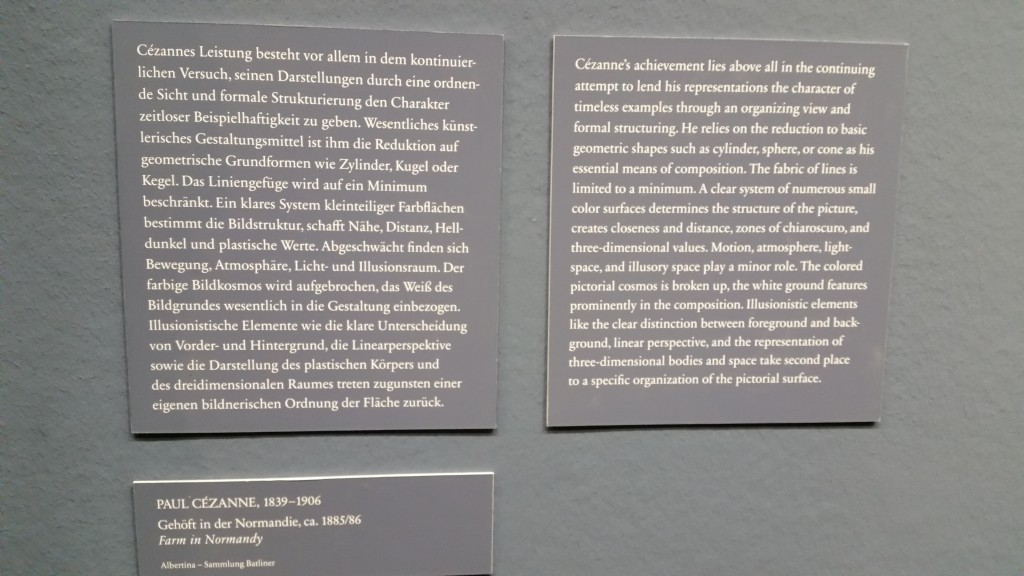 Cézannes Leistung besteht vor allem in dem kontinuier-
lichen Versuch, seinen Darstellungen durch eine ordnen-
de Sicht und formale Strukturierung den Charakter
zeitloser Beispielhaftigkeit zu geben. Wesentliches künst-
lerisches Gestaltungsmittel ist ihm die Reduktion auf
geometrische Grundformen wie Zylinder, Kugel oder
Kegel. Das Liniengefüge wird auf ein Minimum
beschränkt. Ein klares System kleinteiliger Farbflächen
bestimmt die Bildstruktur, schafft Nähe, Distanz, Hell-
dunkel und plastische Werte. Abgeschwächt finden sich
Bewegung, Atmosphäre, Licht- und Illusionsraum. Der
farbige Bildkosmos wird aufgebrochen, das Weiß des
Bildgrundes wesentlich in die Gestaltung einbezogen.
Illusionistische Elemente wie die klare Unterscheidung
von Vorder- und Hintergrund, die Linearperspektive
sowie die Darstellung des plastischen Körpers und
des dreidimensionalen Raumes treten zugunsten einer
eigenen bildnerischen Ordnung der Fläche zurück.
Cézanne's achievement lies above all in the continuing
attempt to lend his representations the character of
timeless examples through an organizing view and
formal structuring. He relies on the reduction to basic
geometric shapes such as cylinder, sphere, or cone as his
essential means of composition. The fabric of lines is
limited to a minimum. A clear system of numerous small
color surfaces determines the structure of the picture,
creates closeness and distance, zones of chiaroscuro, and
three-dimensional values. Motion, atmosphere, light-
space, and illusory space play a minor role. The colored
pictorial cosmos is broken up, the white ground features
prominently in the composition. Illusionistic elements
like the clear distinction between foreground and back-
ground, linear perspective, and the representation of
three-dimensional bodies and space take second place
to a specific organization of the pictorial surface.
PAUL CÉZANNE, 1839–1906
Gehöft in der Normandie, ca. 1885/86
Farm in Normandy
Albertina – Sammlung Batliner